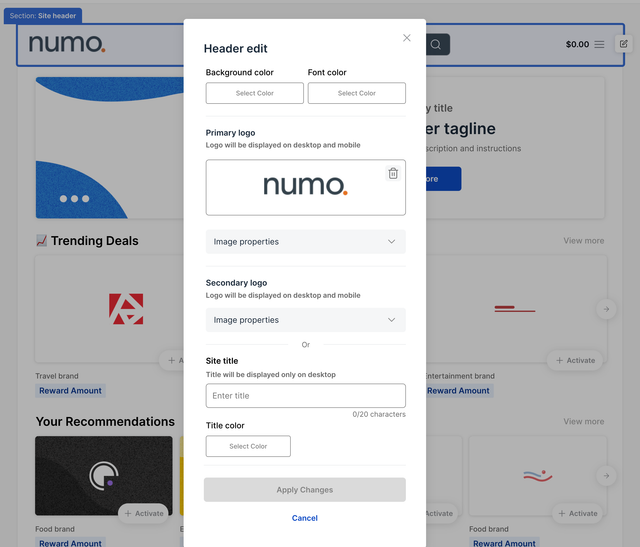 Section: Site header
numo.
$0.00
Header edit
Background color
Font color
Select Color
Select Color
Primary logo
Logo will be displayed on desktop and mobile
numo.
Image properties
Secondary logo
Logo will be displayed on desktop and mobile
Image properties
Or
Site title
Title will be displayed only on desktop
Enter title
0/20 characters
Title color
Select Color
Apply Changes
Cancel
title
tagline
and instructions
Trending Deals
View more
Activate
Travel brand
Reward Amount
Activate
Entertainment brand
Reward Amount
Your Recommendations
View more
Activate
Food brand
Reward Amount
Activate
Food brand
Reward Amount